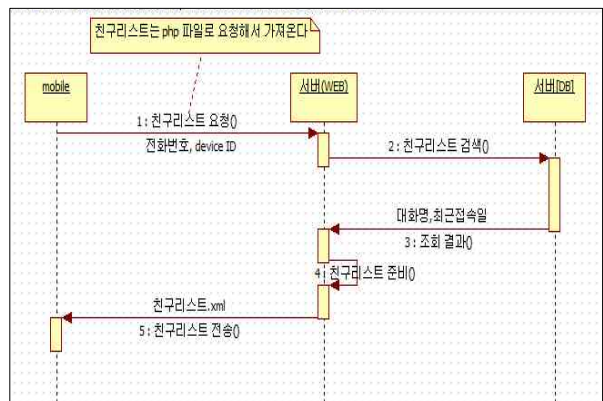 친구리스트는 php 파일로 요청해서 가져온다
mobile
서버(WEB)
서버[DB]
1 : 친구리스트 요청()
전화번호, device ID
2 : 친구리스트 검색()
대화명,최근접속일
3 : 조회 결과()
4 : 친구리스트 준비()
친구리스트.xml
5 : 친구리스트 전송()